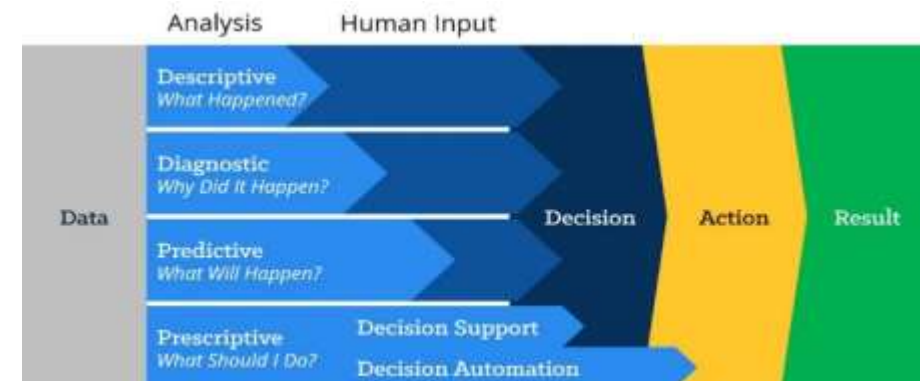 Analysis
Human Input
Descriptive
What Happened?
Diagnostic
Why Did It Happen?
Data
Decision
Action
Result
Predictive
What Will Happen?
Prescriptive
What Should I Do?
Decision Support
Decision Automation